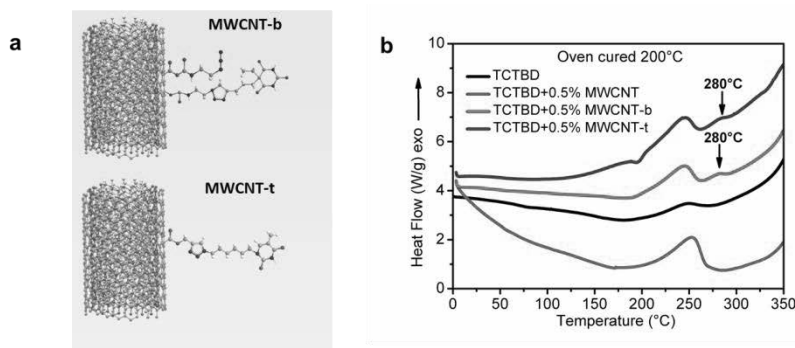 a
MWCNT-b
MWCNT-t
b
Oven cured 200°C
TCTBD
TCTBD+0.5% MWCNT
TCTBD+0.5% MWCNT-b
TCTBD+0.5% MWCNT-t
280°C
280°C
Heat Flow (W/g) exo
10
8
6
4
2
0
0 50 100 150 200 250 300 350
Temperature (°C)